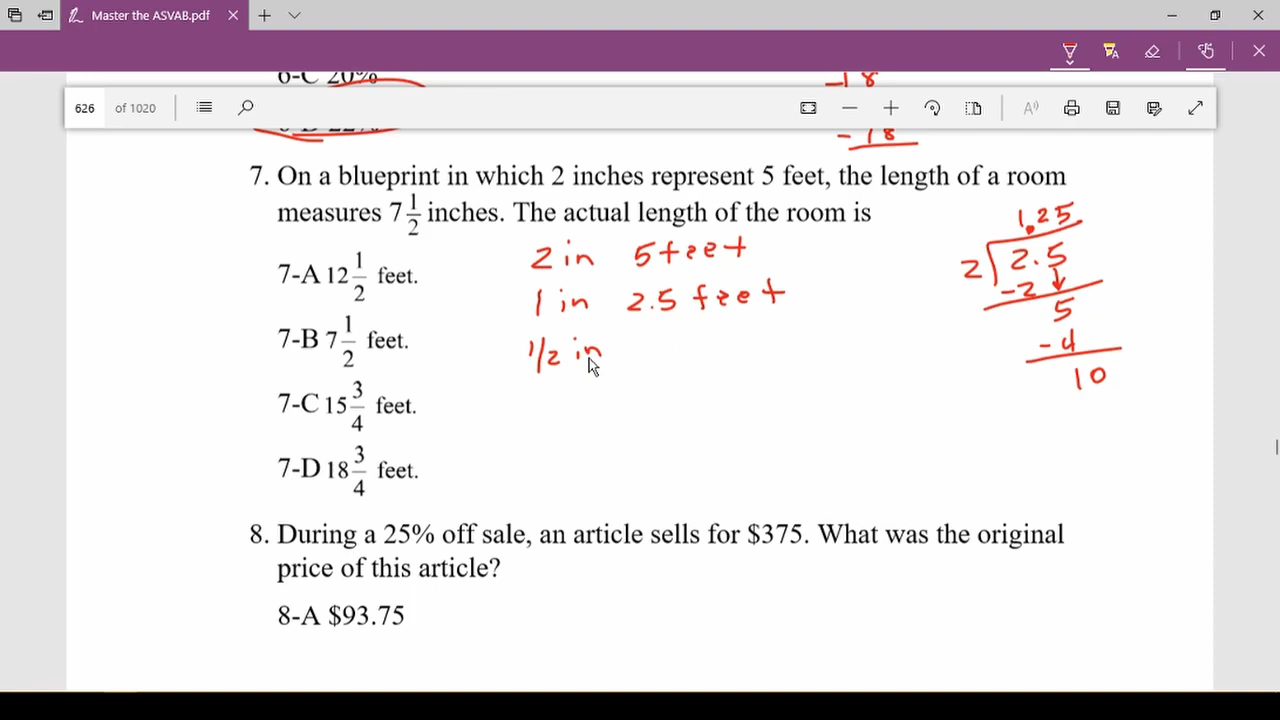 Master the ASVAB.pdf
6-C 20%
-18
626 of 1020
-18
7. On a blueprint in which 2 inches represent 5 feet, the length of a room
measures 7 1/2 inches. The actual length of the room is
7-A 12 1/2 feet.
7-B 7 1/2 feet.
7-C 15 3/4 feet.
7-D 18 3/4 feet.
2 in 5 feet
1 in 2.5 feet
1/2 in
1.25
2 2.5
-2
5
-4
10
8. During a 25% off sale, an article sells for $375. What was the original
price of this article?
8-A $93.75